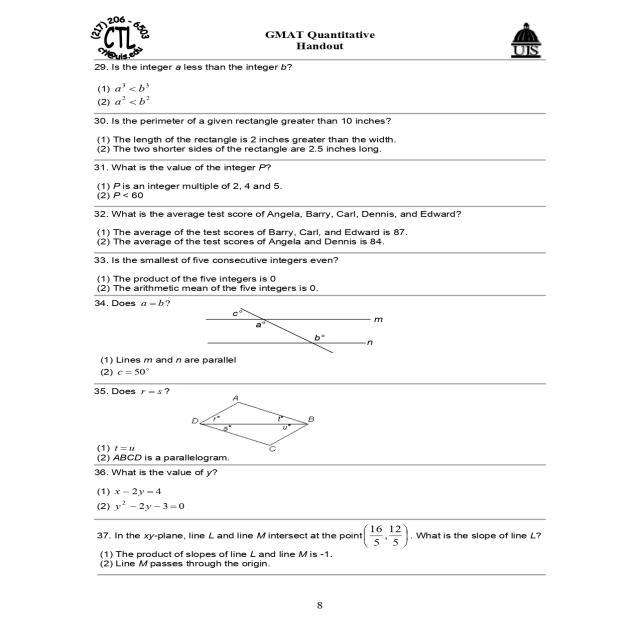 (217) 206 - 6503
CTL
ctl@uis.edu
GMAT Quantitative
Handout
UIS
29. Is the integer a less than the integer b?
(1) a³ < b³
(2) a² < b²
30. Is the perimeter of a given rectangle greater than 10 inches?
(1) The length of the rectangle is 2 inches greater than the width.
(2) The two shorter sides of the rectangle are 2.5 inches long.
31. What is the value of the integer P?
(1) P is an integer multiple of 2, 4 and 5.
(2) P < 60
32. What is the average test score of Angela, Barry, Carl, Dennis, and Edward?
(1) The average of the test scores of Barry, Carl, and Edward is 87.
(2) The average of the test scores of Angela and Dennis is 84.
33. Is the smallest of five consecutive integers even?
(1) The product of the five integers is 0
(2) The arithmetic mean of the five integers is 0.
34. Does a = b?
c°
m
a°
b°
n
(1) Lines m and n are parallel
(2) c = 50°
35. Does r = s?
A
D r° t° B
s° u°
C
(1) t = u
(2) ABCD is a parallelogram.
36. What is the value of y?
(1) x − 2y = 4
(2) y² − 2y − 3 = 0
37. In the xy-plane, line L and line M intersect at the point (16/5, 12/5). What is the slope of line L?
(1) The product of slopes of line L and line M is -1.
(2) Line M passes through the origin.
8